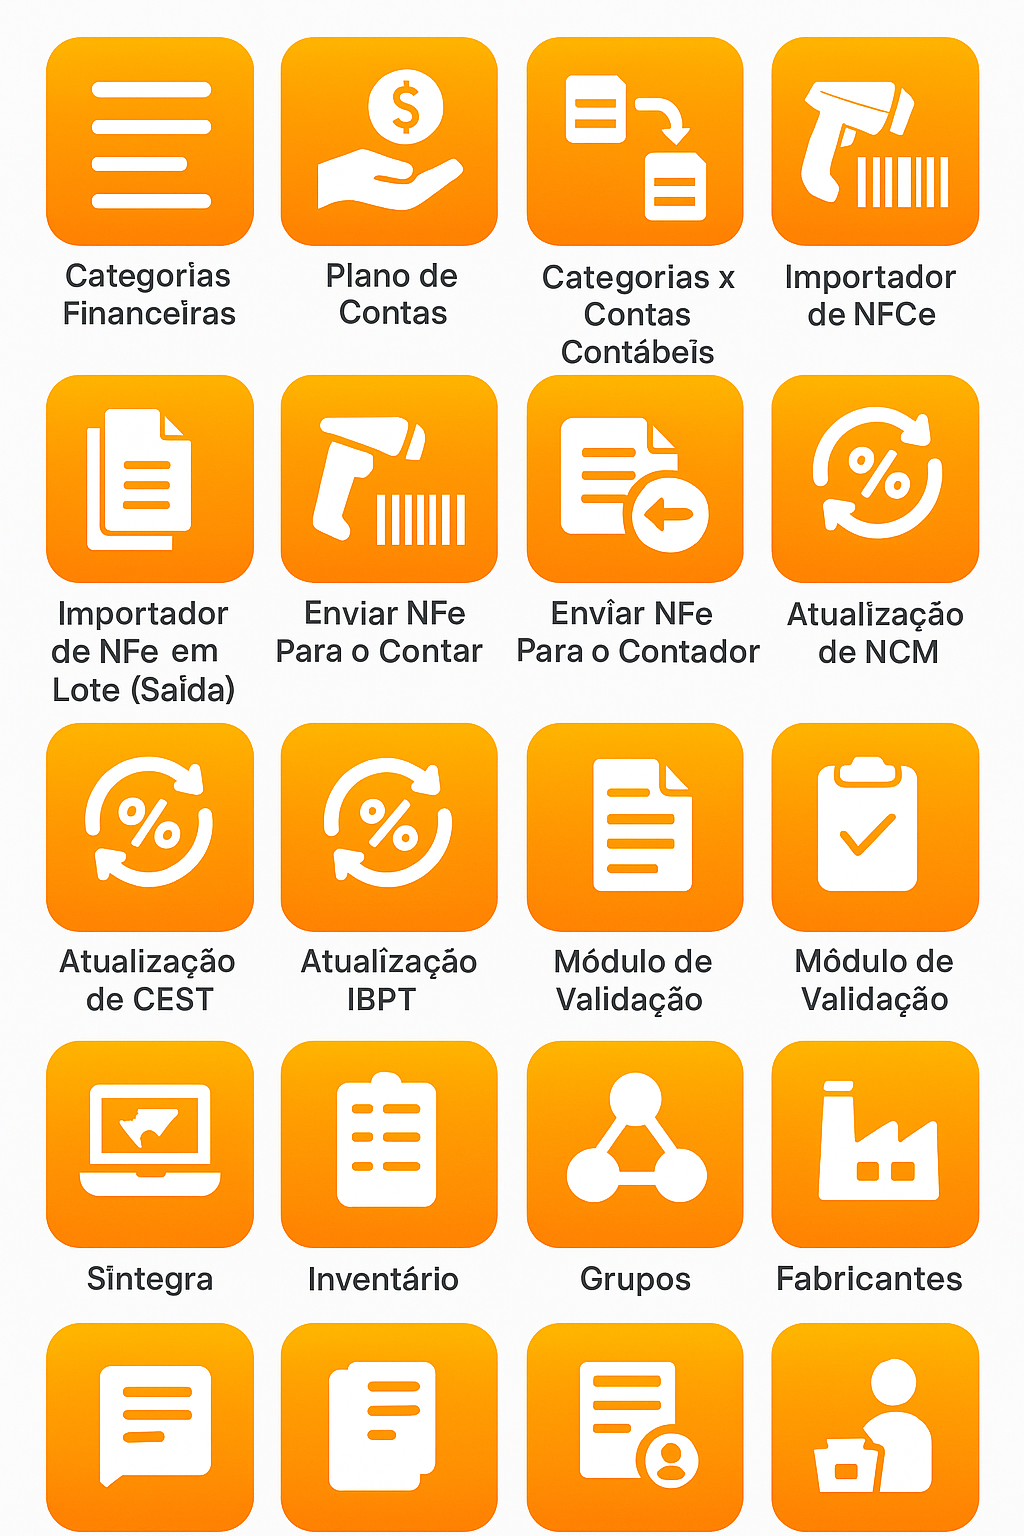 Categorias
Financeiras
Plano de
Contas
Categorias x
Contas
Contábeis
Importador
de NFCe
Importador
de NFe em
Lote (Saída)
Enviar NFe
Para o Contar
Envîar NFe
Para o Contador
Atualização
de NCM
Atualização
de CEST
Atualîzação
IBPT
Módulo de
Validação
Môdulo de
Validação
Sîntegra
Inventário
Grupos
Fabricantes